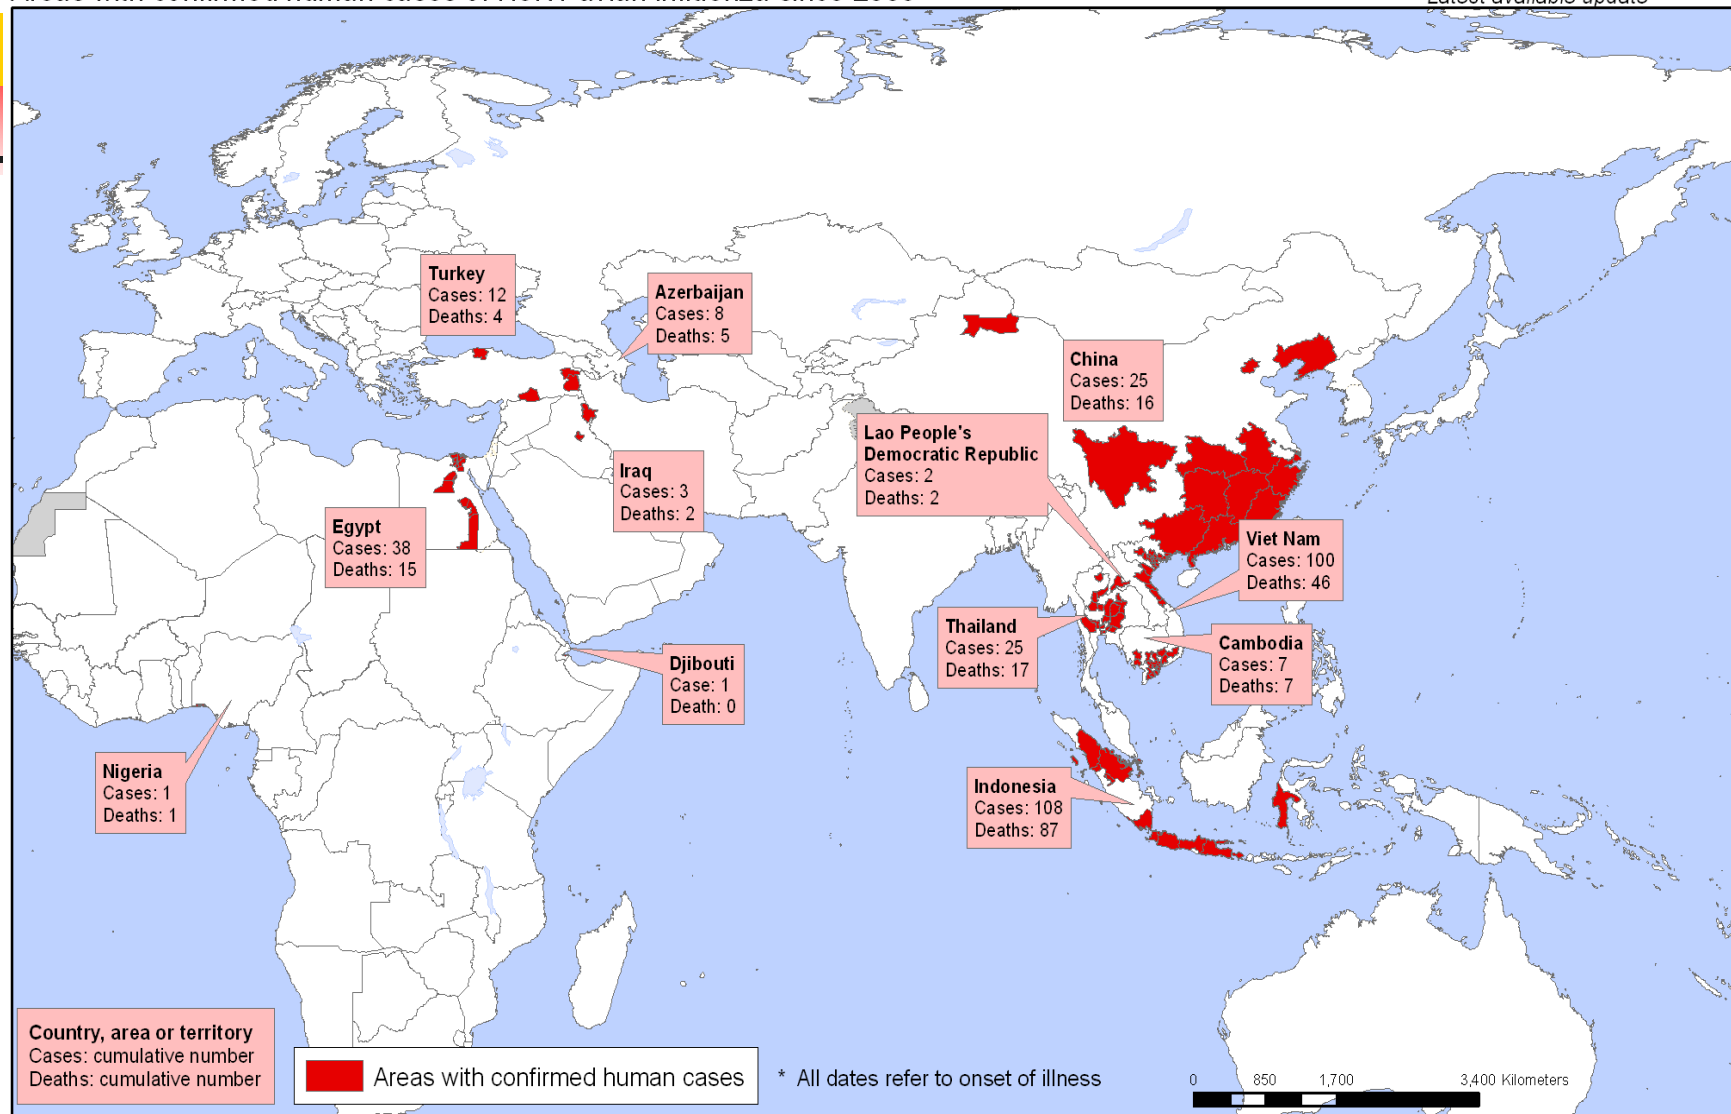 Turkey
Cases: 12
Deaths: 4
Azerbaijan
Cases: 8
Deaths: 5
China
Cases: 25
Deaths: 16
Lao People's
Democratic Republic
Cases: 2
Deaths: 2
Iraq
Cases: 3
Deaths: 2
Egypt
Cases: 38
Deaths: 15
Viet Nam
Cases: 100
Deaths: 46
Thailand
Cases: 25
Deaths: 17
Cambodia
Cases: 7
Deaths: 7
Djibouti
Case: 1
Death: 0
Nigeria
Cases: 1
Deaths: 1
Indonesia
Cases: 108
Deaths: 87
Country, area or territory
Cases: cumulative number
Deaths: cumulative number
Areas with confirmed human cases
* All dates refer to onset of illness
0 850 1,700 3,400 Kilometers